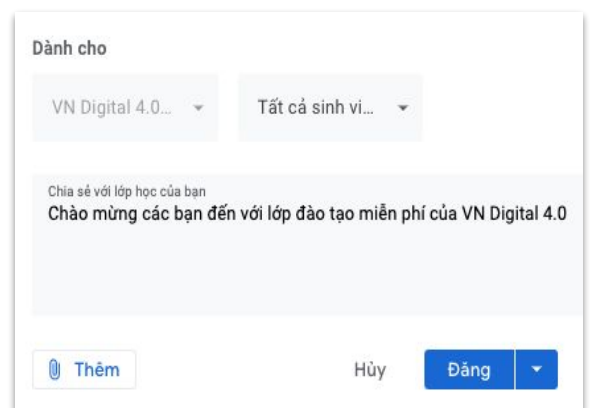 Dành cho
VN Digital 4.0... Tất cả sinh vi...
Chia sẻ với lớp học của bạn
Chào mừng các bạn đến với lớp đào tạo miễn phí của VN Digital 4.0
Thêm Hủy Đăng